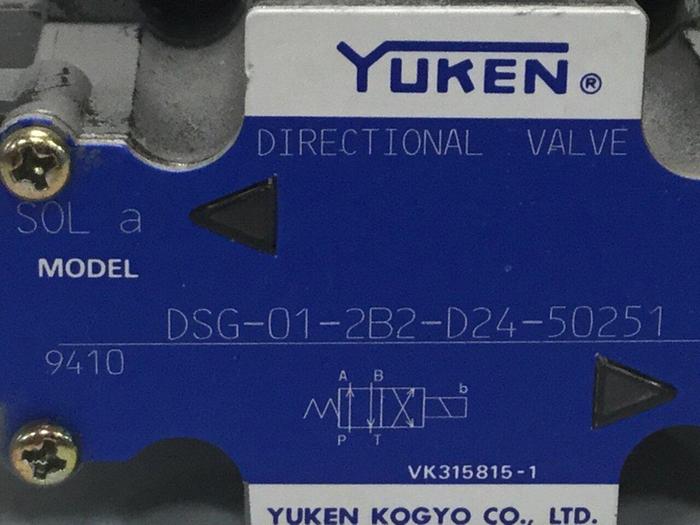 YUKEN®
DIRECTIONAL VALVE
SOL a
MODEL
DSG-01-2B2-D24-50251
9410
A B
b
P T
VK315815-1
YUKEN KOGYO CO., LTD.